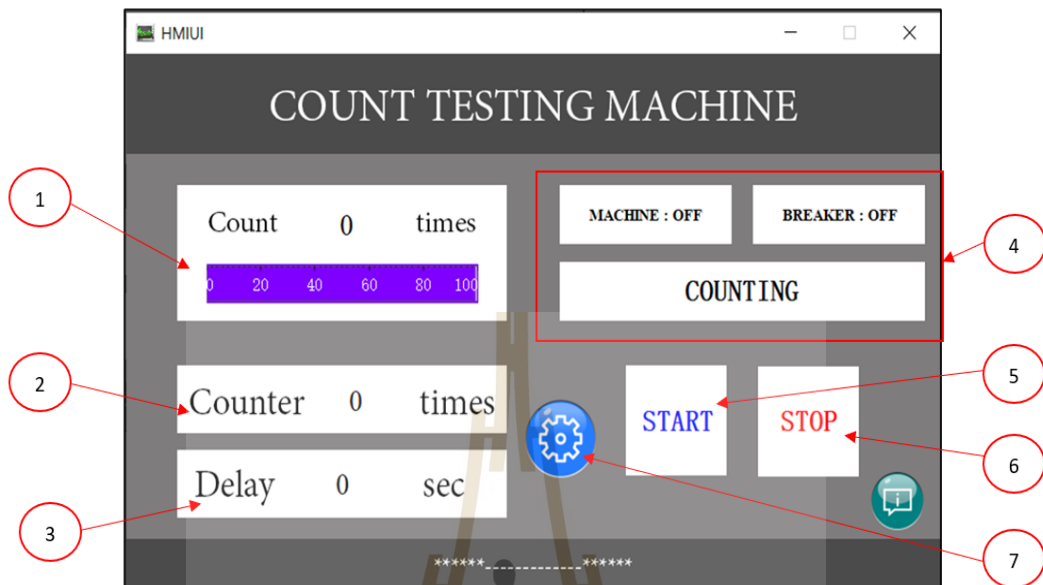 HMIUI
COUNT TESTING MACHINE
1
Count 0 times
0 20 40 60 80 100
MACHINE : OFF BREAKER : OFF
COUNTING
4
2
Counter 0 times
START STOP
5
Delay 0 sec
6
3
7
******_____________******